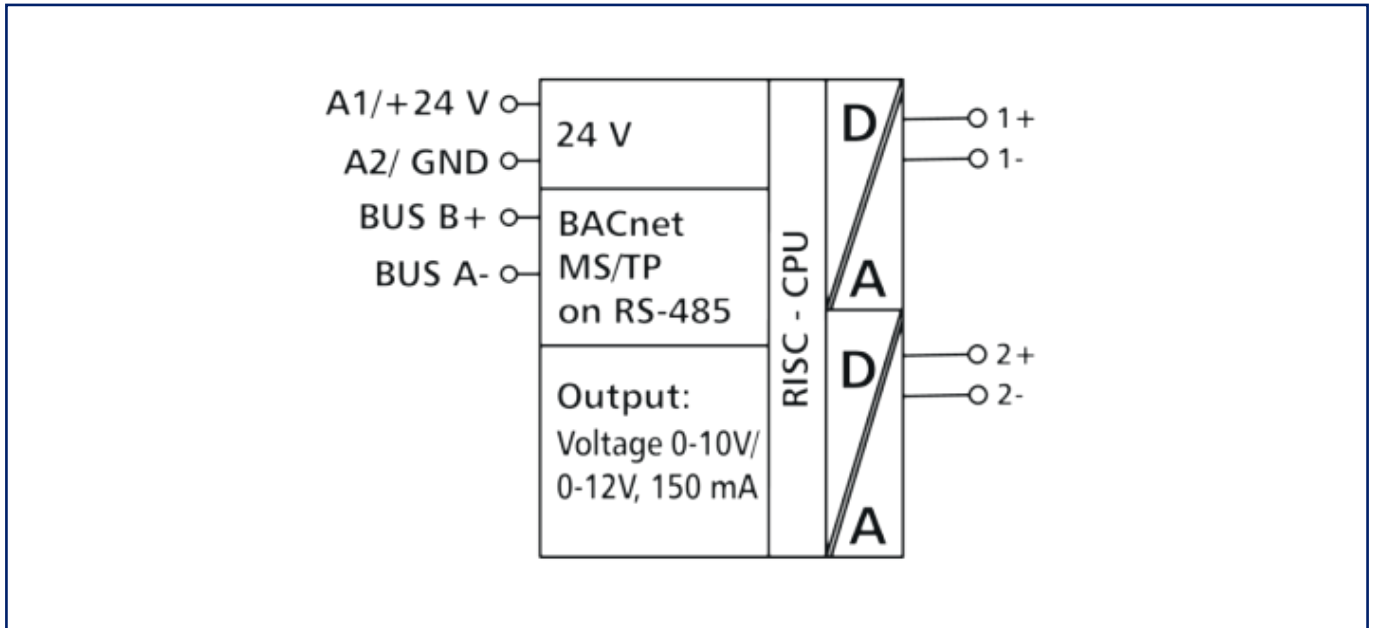 A1/+24 V
A2/ GND
BUS B+
BUS A-
24 V
BACnet
MS/TP
on RS-485
Output:
Voltage 0-10V/
0-12V, 150 mA
RISC - CPU
D
A
D
A
1+
1-
2+
2-